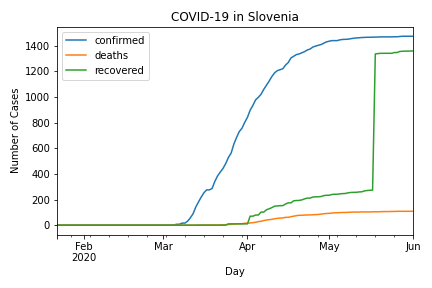 COVID-19 in Slovenia
confirmed
deaths
recovered
Number of Cases
1400
1200
1000
800
600
400
200
0
Feb
2020
Mar
Apr
May
Jun
Day